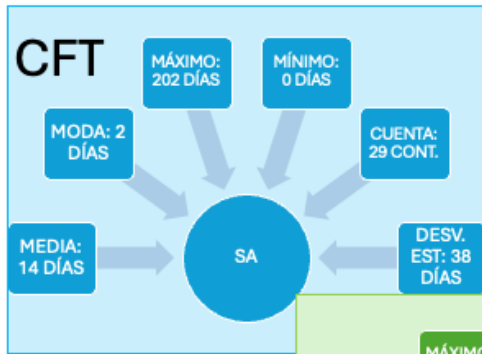 CFT
MÁXIMO:
202 DÍAS
MÍNIMO:
0 DÍAS
MODA: 2
DÍAS
CUENTA:
29 CONT.
MEDIA:
14 DÍAS
SA
DESV.
EST: 38
DÍAS
MÁXIMO